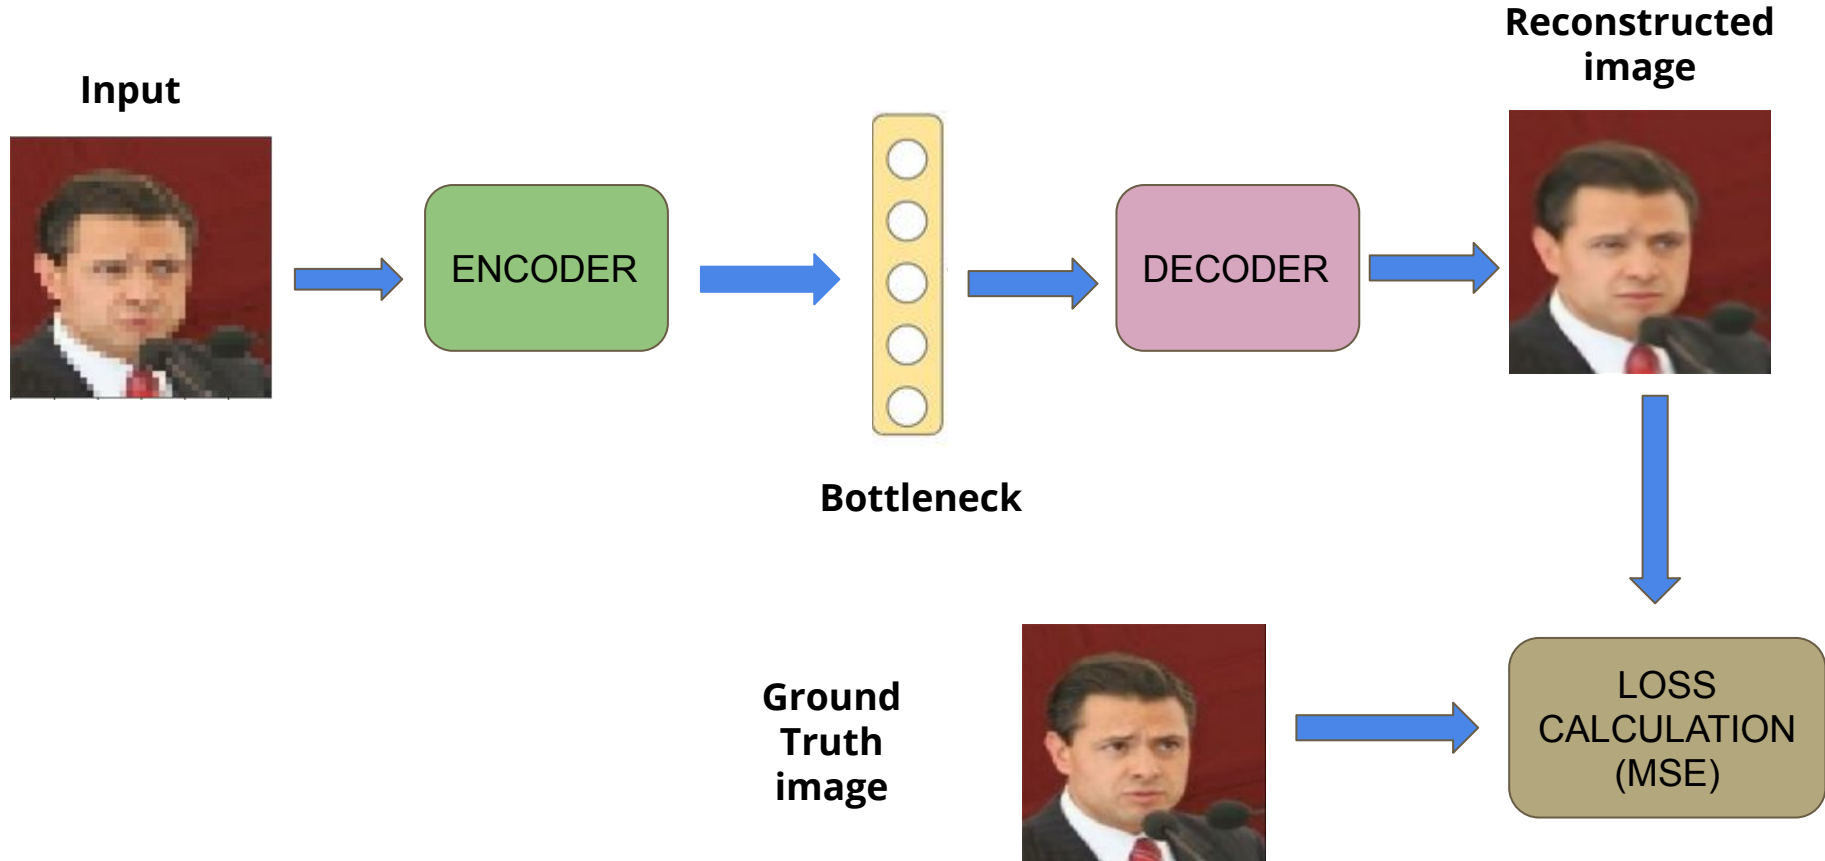 Reconstructed
image
Input
ENCODER
DECODER
Bottleneck
Ground
Truth
image
LOSS
CALCULATION
(MSE)